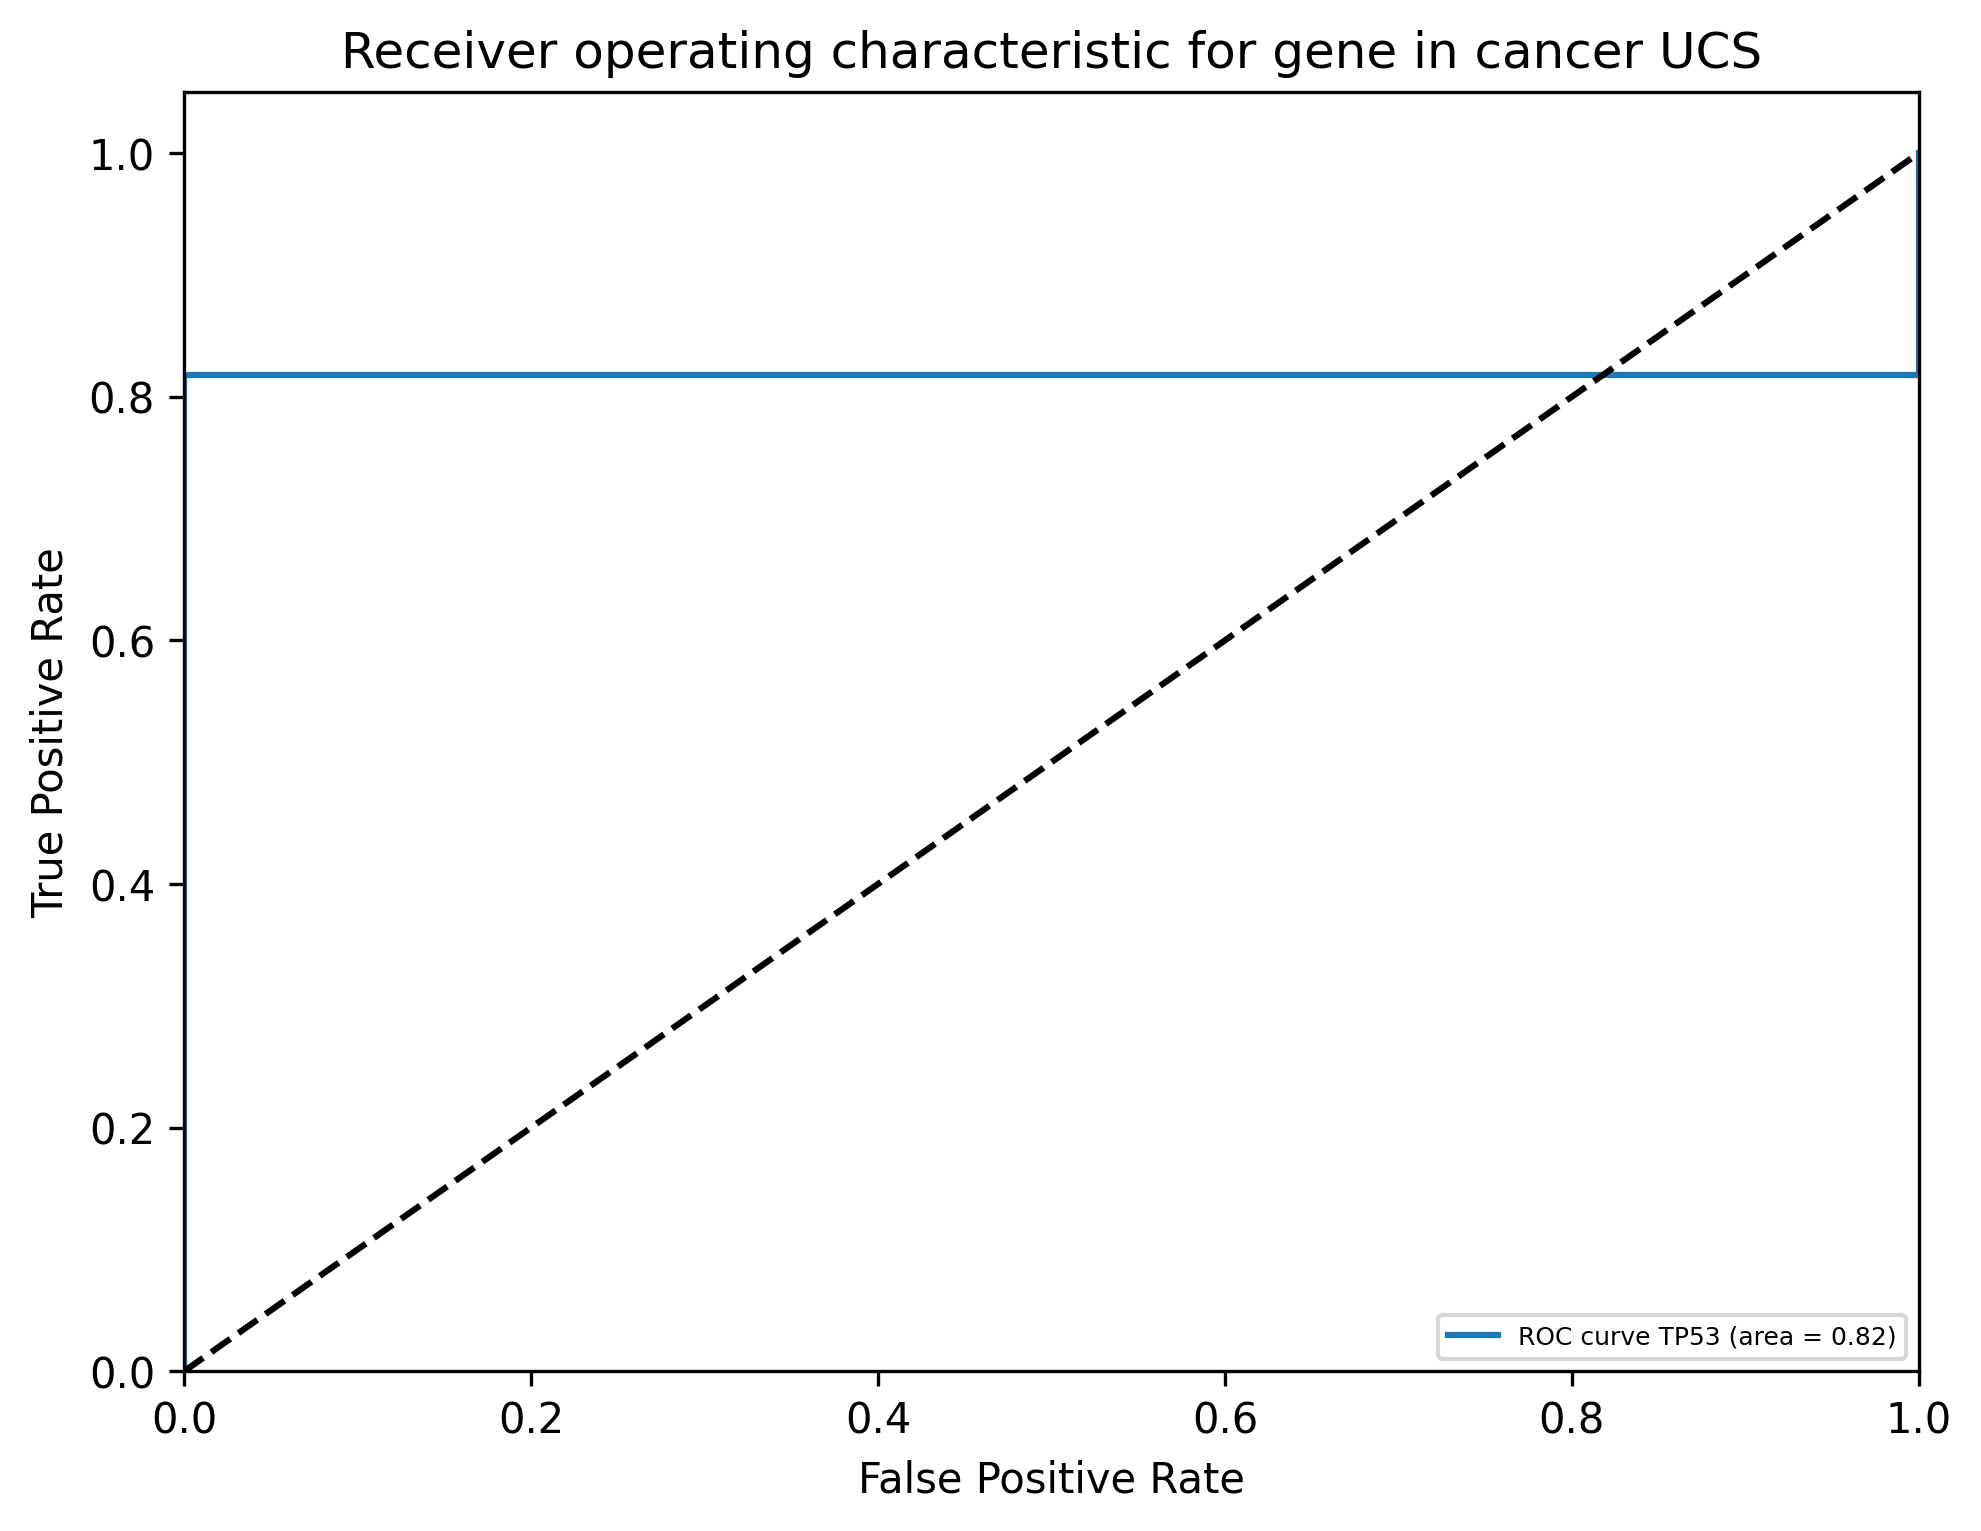 Receiver operating characteristic for gene in cancer UCS
1.0
0.8
0.6
0.4
0.2
0.0
True Positive Rate
0.0 0.2 0.4 0.6 0.8 1.0
False Positive Rate
ROC curve TP53 (area = 0.82)